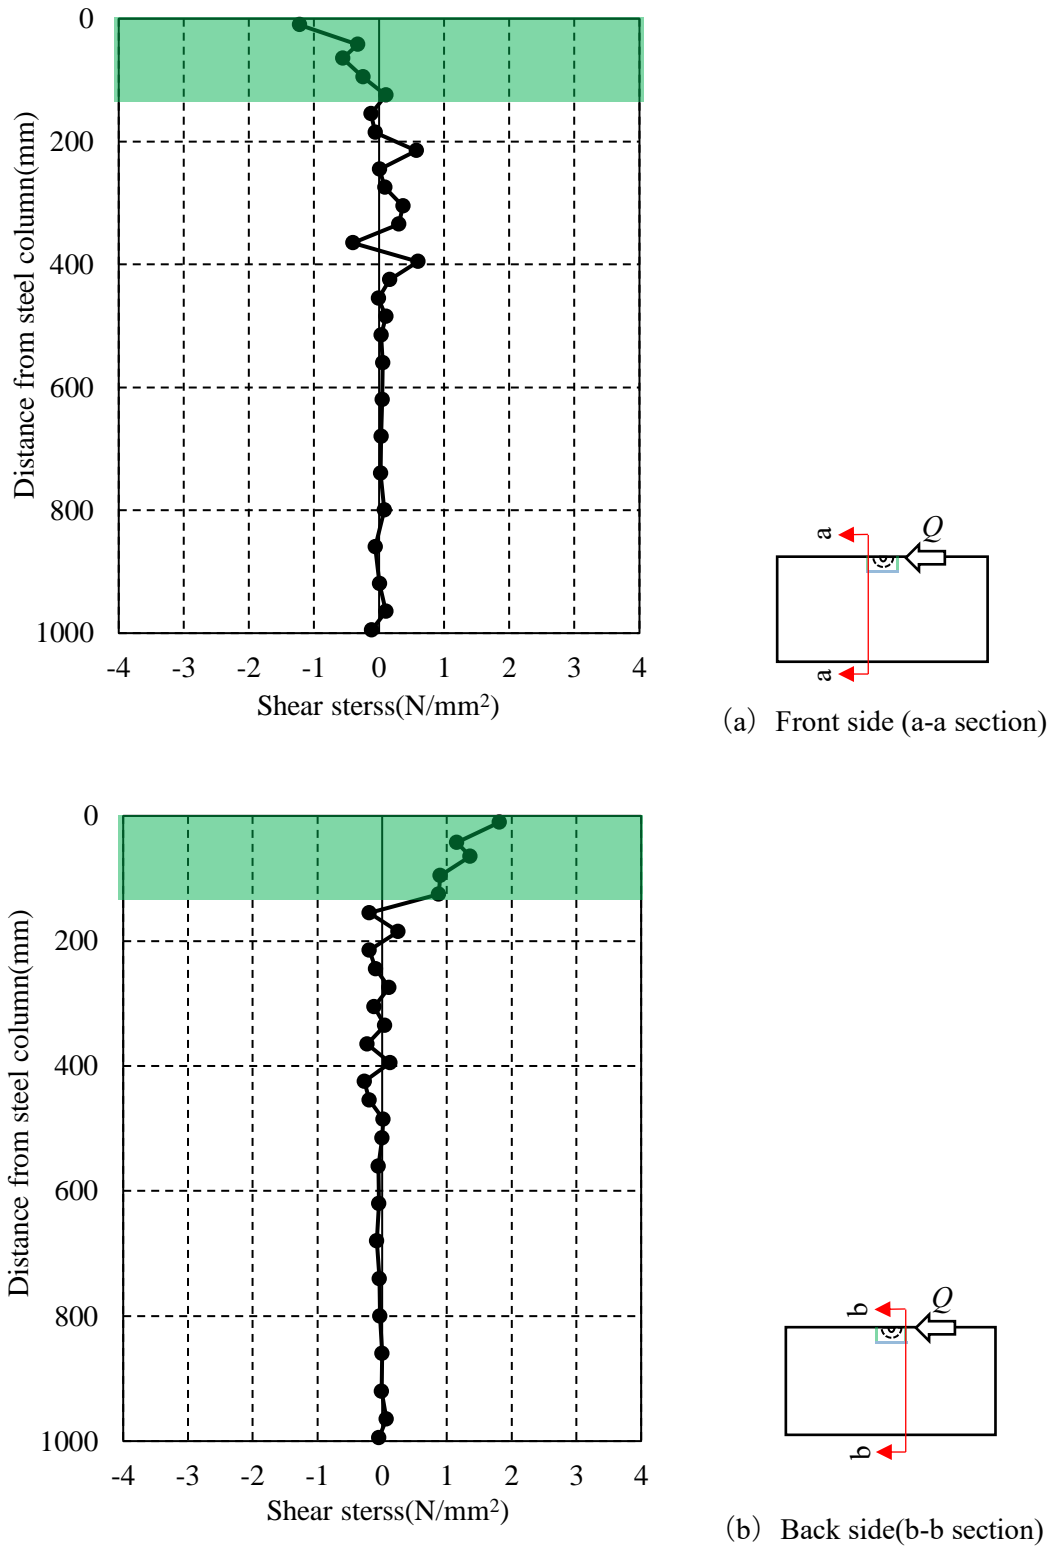 0
200
400
600
800
1000
Distance from steel column(mm)
-4 -3 -2 -1 0 1 2 3 4
Shear sterss(N/mm²)
a
Q
a
(a) Front side (a-a section)
0
200
400
600
800
1000
Distance from steel column(mm)
-4 -3 -2 -1 0 1 2 3 4
Shear sterss(N/mm²)
b
Q
b
(b) Back side(b-b section)